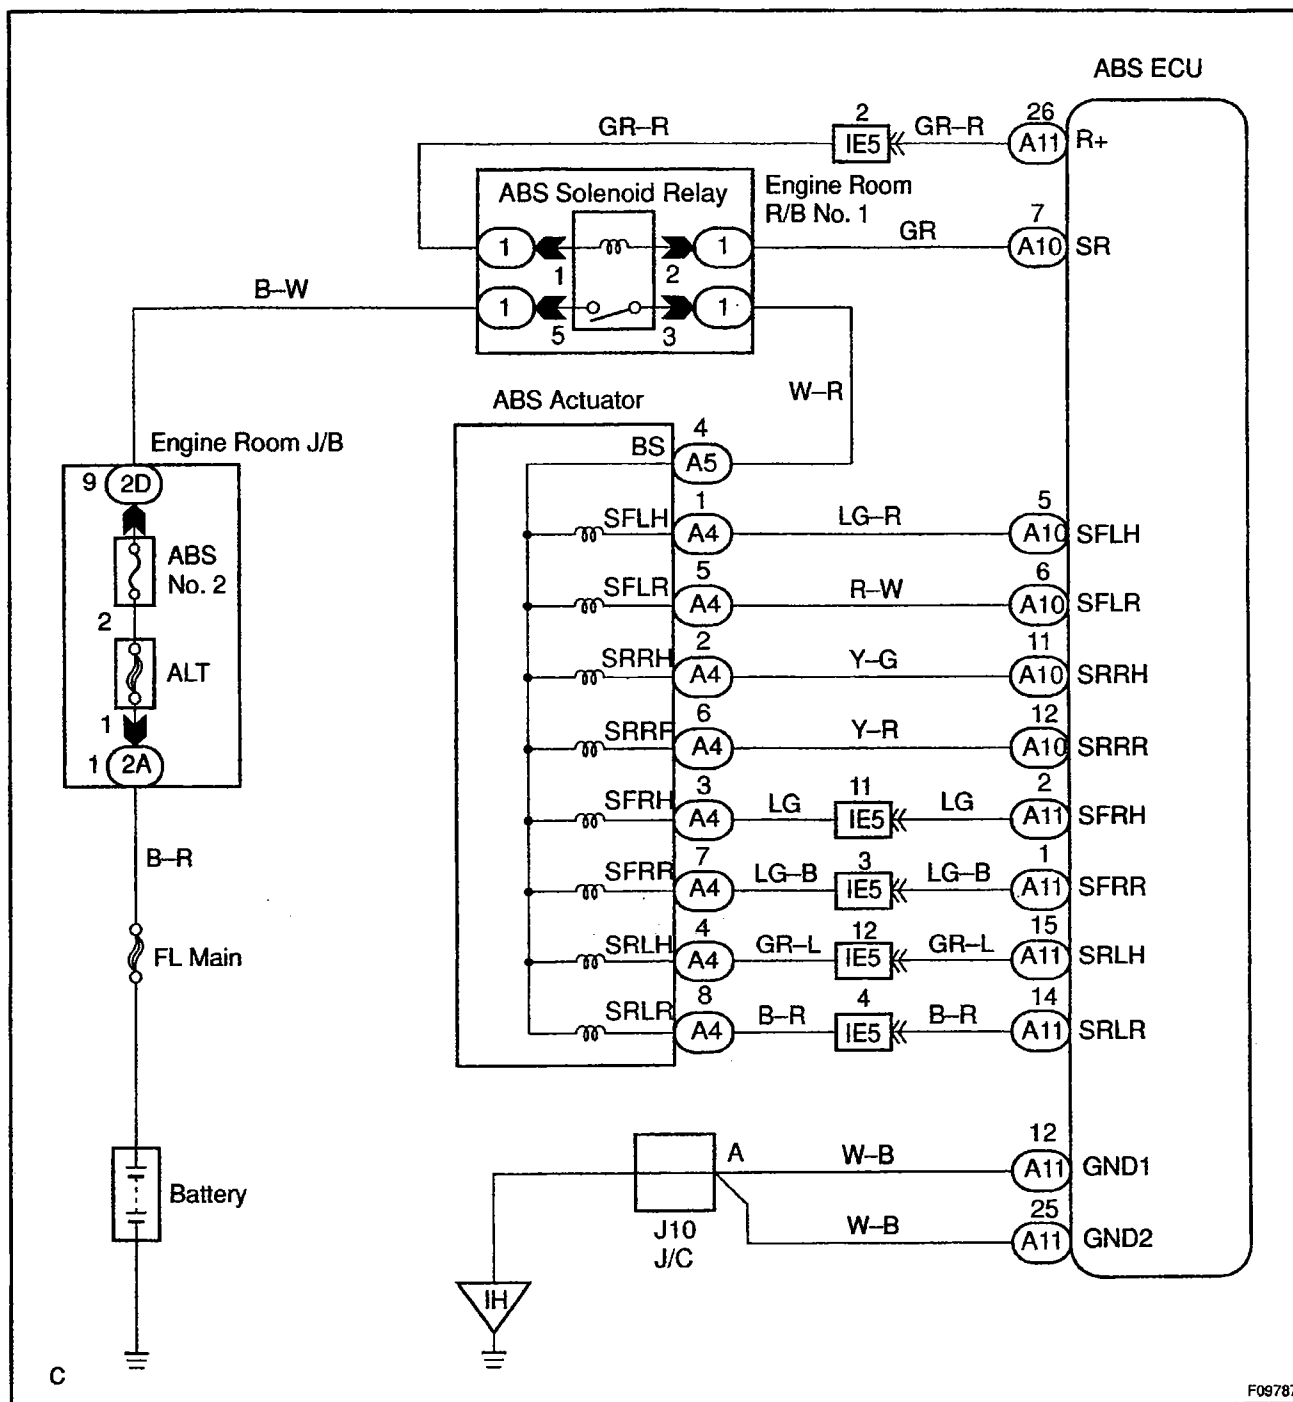 ABS ECU
GR–R
2
IE5
GR–R
26
A11
R+
ABS Solenoid Relay
Engine Room
R/B No. 1
1
1
2
1
GR
7
A10
SR
B–W
1
5
3
1
W–R
ABS Actuator
Engine Room J/B
9
2D
ABS
No. 2
2
ALT
1
1
2A
B–R
FL Main
Battery
BS
4
A5
SFLH
1
A4
LG–R
5
A10
SFLH
SFLR
5
A4
R–W
6
A10
SFLR
SRRH
2
A4
Y–G
11
A10
SRRH
SRRF
6
A4
Y–R
12
A10
SRRR
SFRH
3
A4
LG
11
IE5
LG
2
A11
SFRH
SFRR
7
A4
LG–B
3
IE5
LG–B
1
A11
SFRR
SRLH
4
A4
GR–L
12
IE5
GR–L
15
A11
SRLH
SRLR
8
A4
B–R
4
IE5
B–R
14
A11
SRLR
J10
J/C
A
W–B
12
A11
GND1
W–B
25
A11
GND2
IH
C
F09787